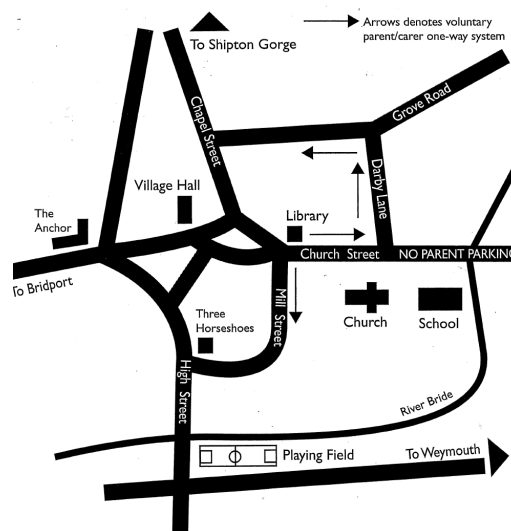 Arrows denotes voluntary
parent/carer one-way system
To Shipton Gorge
Grove Road
Chapel Street
Darby Lane
Village Hall
The
Anchor
Library
Church Street
NO PARENT PARKING
To Bridport
Mill Street
Three
Horseshoes
Church
School
High Street
River Bride
Playing Field
To Weymouth